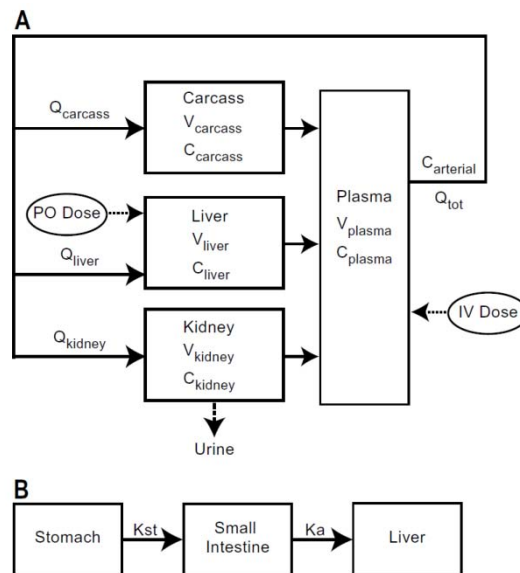 A
Q_carcass
Carcass
V_carcass
C_carcass
PO Dose
Q_liver
Liver
V_liver
C_liver
Q_kidney
Kidney
V_kidney
C_kidney
Urine
Plasma
V_plasma
C_plasma
C_arterial
Q_tot
IV Dose
B
Stomach
Kst
Small
Intestine
Ka
Liver